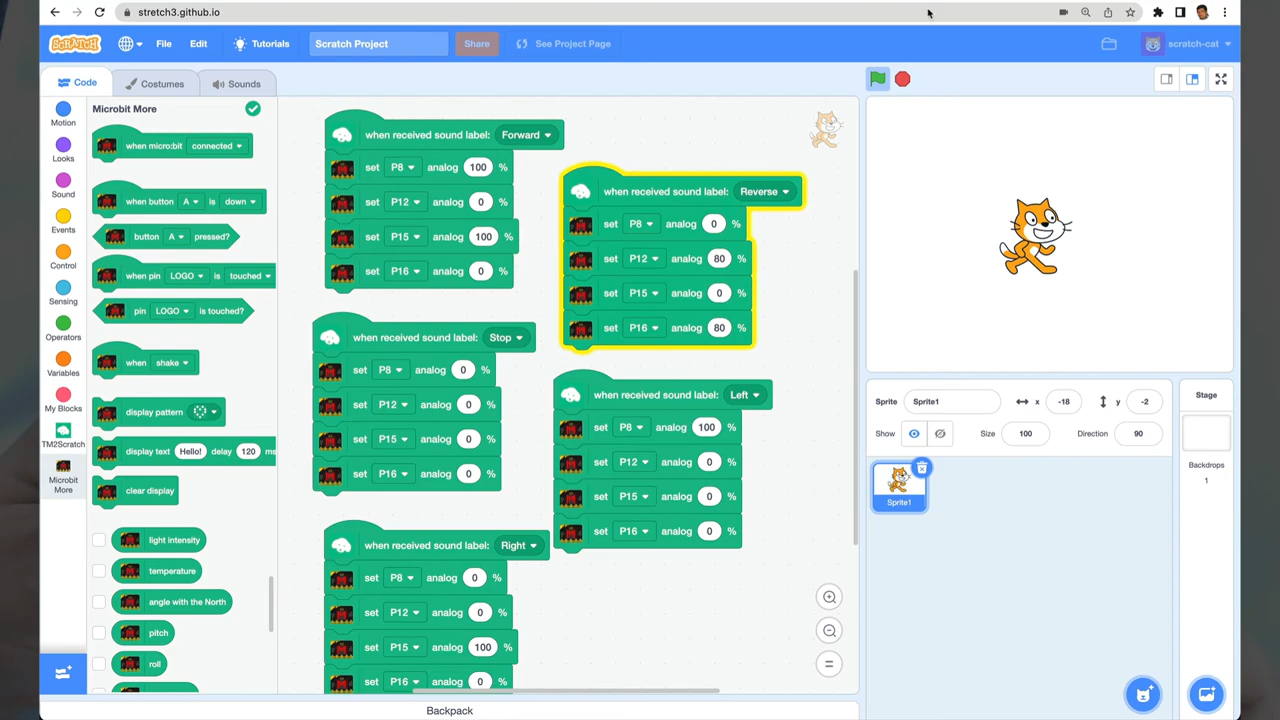 stretch3.github.io
SCRATCH
File
Edit
Tutorials
Scratch Project
Share
See Project Page
scratch-cat
Code
Costumes
Sounds
Motion
Looks
Sound
Events
Control
Sensing
Operators
Variables
My Blocks
TM2Scratch
Microbit
More
Microbit More
when micro:bit connected
when button A is down
button A pressed?
when pin LOGO is touched
pin LOGO is touched?
when shake
display pattern
display text Hello! delay 120 ms
clear display
light intensity
temperature
angle with the North
pitch
roll
when received sound label: Forward
set P8 analog 100 %
set P12 analog 0 %
set P15 analog 100 %
set P16 analog 0 %
when received sound label: Reverse
set P8 analog 0 %
set P12 analog 80 %
set P15 analog 0 %
set P16 analog 80 %
when received sound label: Stop
set P8 analog 0 %
set P12 analog 0 %
set P15 analog 0 %
set P16 analog 0 %
when received sound label: Left
set P8 analog 100 %
set P12 analog 0 %
set P15 analog 0 %
set P16 analog 0 %
when received sound label: Right
set P8 analog 0 %
set P12 analog 0 %
set P15 analog 100 %
set P16 analog 0 %
Backpack
Sprite Sprite1 x -18 y -2
Show Size 100 Direction 90
Sprite1
Stage
Backdrops
1